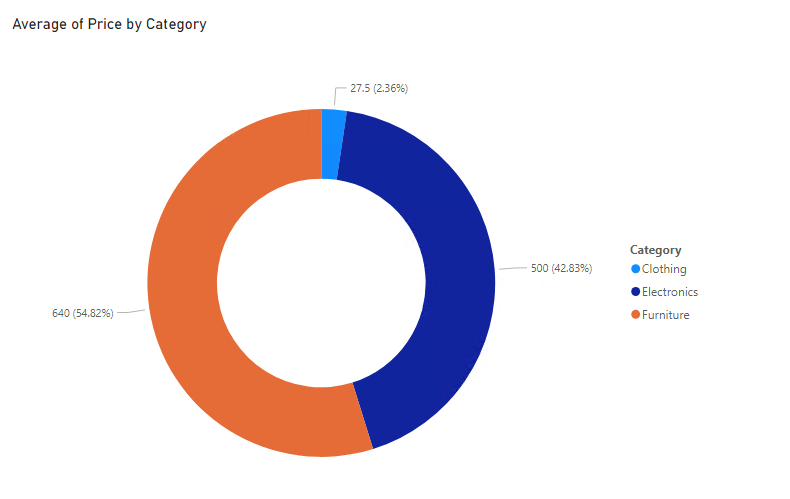 Average of Price by Category
27.5 (2.36%)
500 (42.83%)
640 (54.82%)
Category
Clothing
Electronics
Furniture